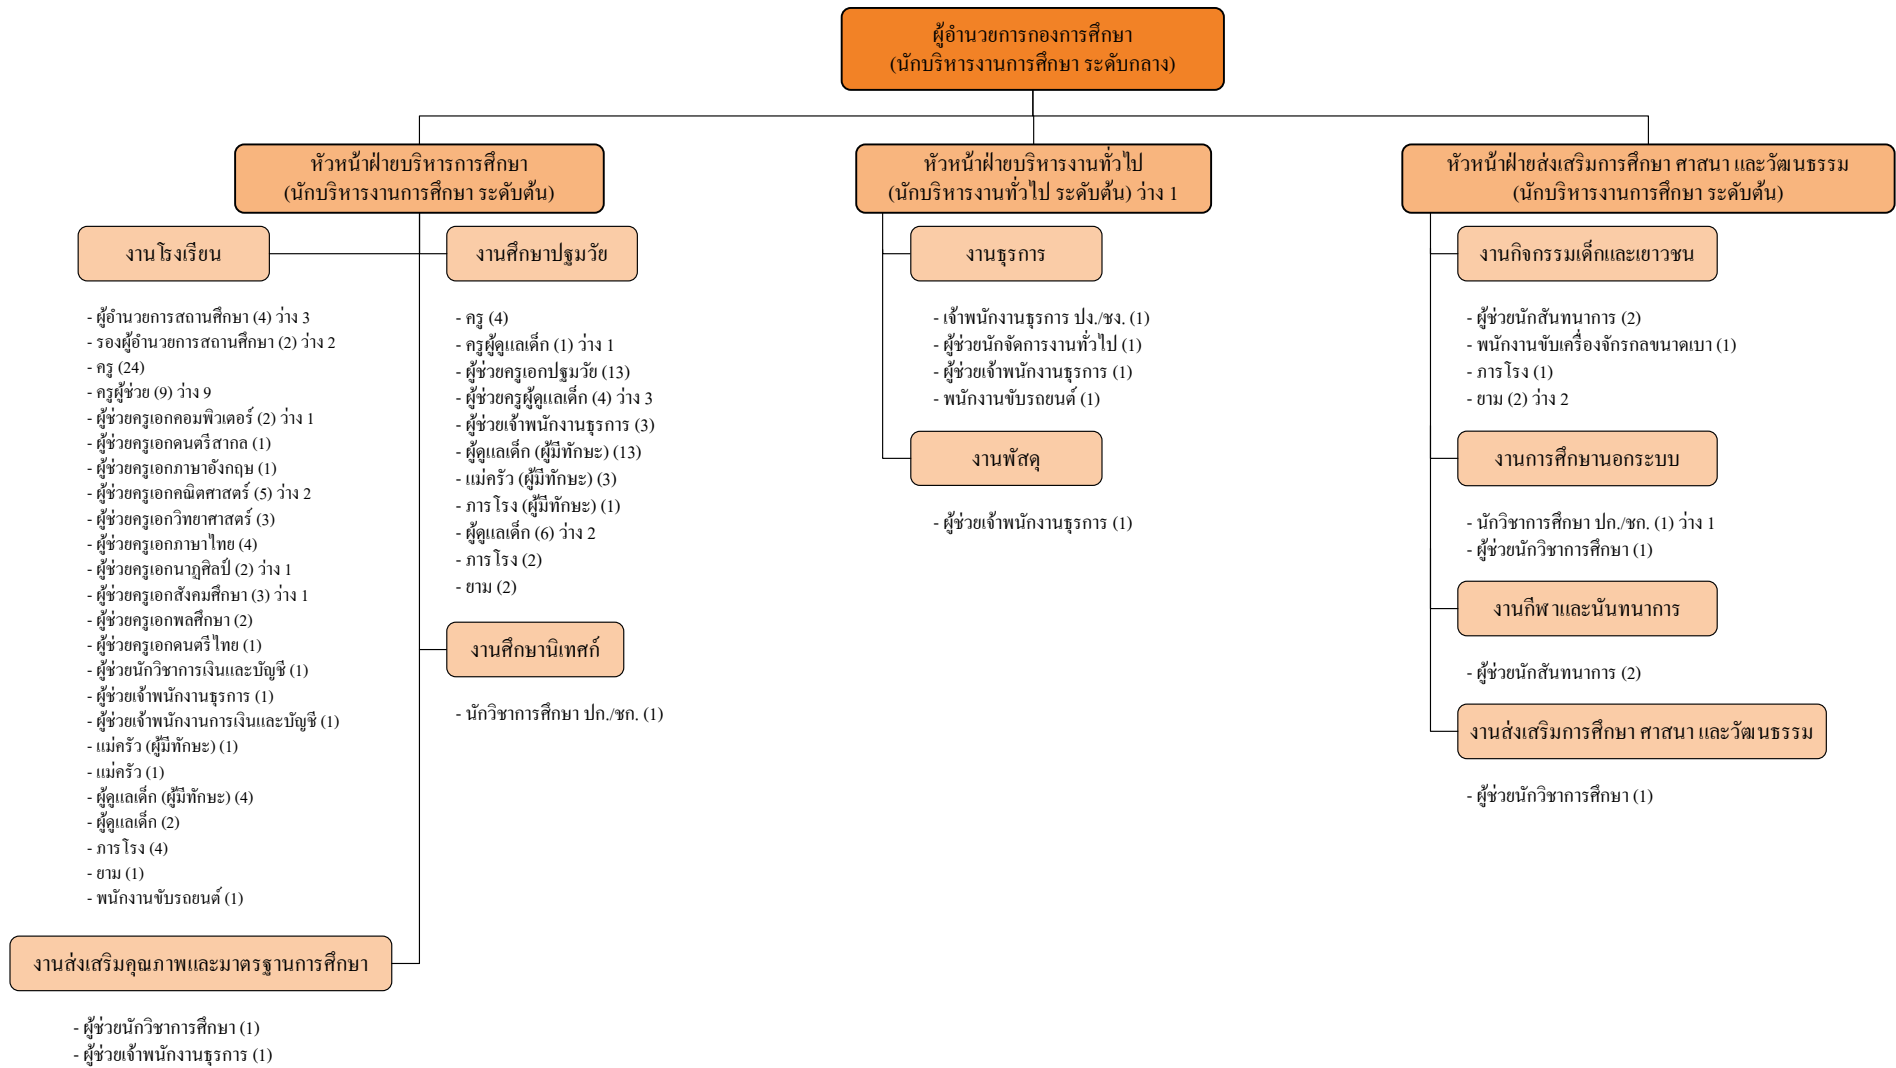 ผู้อำนวยการกองการศึกษา
(นักบริหารงานการศึกษา ระดับกลาง)
หัวหน้าฝ่ายบริหารการศึกษา
(นักบริหารงานการศึกษา ระดับต้น)
งานโรงเรียน
- ผู้อำนวยการสถานศึกษา (4) ว่าง 3
- รองผู้อำนวยการสถานศึกษา (2) ว่าง 2
- ครู (24)
- ครูผู้ช่วย (9) ว่าง 9
- ผู้ช่วยครูเอกคอมพิวเตอร์ (2) ว่าง 1
- ผู้ช่วยครูเอกดนตรีสากล (1)
- ผู้ช่วยครูเอกภาษาอังกฤษ (1)
- ผู้ช่วยครูเอกคณิตศาสตร์ (5) ว่าง 2
- ผู้ช่วยครูเอกวิทยาศาสตร์ (3)
- ผู้ช่วยครูเอกภาษาไทย (4)
- ผู้ช่วยครูเอกนาฏศิลป์ (2) ว่าง 1
- ผู้ช่วยครูเอกสังคมศึกษา (3) ว่าง 1
- ผู้ช่วยครูเอกพลศึกษา (2)
- ผู้ช่วยครูเอกดนตรีไทย (1)
- ผู้ช่วยนักวิชาการเงินและบัญชี (1)
- ผู้ช่วยเจ้าพนักงานธุรการ (1)
- ผู้ช่วยเจ้าพนักงานการเงินและบัญชี (1)
- แม่ครัว (ผู้มีทักษะ) (1)
- แม่ครัว (1)
- ผู้ดูแลเด็ก (ผู้มีทักษะ) (4)
- ผู้ดูแลเด็ก (2)
- ภารโรง (4)
- ยาม (1)
- พนักงานขับรถยนต์ (1)
งานส่งเสริมคุณภาพและมาตรฐานการศึกษา
- ผู้ช่วยนักวิชาการศึกษา (1)
- ผู้ช่วยเจ้าพนักงานธุรการ (1)
งานศึกษาปฐมวัย
- ครู (4)
- ครูผู้ดูแลเด็ก (1) ว่าง 1
- ผู้ช่วยครูเอกปฐมวัย (13)
- ผู้ช่วยครูผู้ดูแลเด็ก (4) ว่าง 3
- ผู้ช่วยเจ้าพนักงานธุรการ (3)
- ผู้ดูแลเด็ก (ผู้มีทักษะ) (13)
- แม่ครัว (ผู้มีทักษะ) (3)
- ภารโรง (ผู้มีทักษะ) (1)
- ผู้ดูแลเด็ก (6) ว่าง 2
- ภารโรง (2)
- ยาม (2)
งานศึกษานิเทศก์
- นักวิชาการศึกษา ปก./ชก. (1)
หัวหน้าฝ่ายบริหารงานทั่วไป
(นักบริหารงานทั่วไป ระดับต้น) ว่าง 1
งานธุรการ
- เจ้าพนักงานธุรการ ปง./ชง. (1)
- ผู้ช่วยนักจัดการงานทั่วไป (1)
- ผู้ช่วยเจ้าพนักงานธุรการ (1)
- พนักงานขับรถยนต์ (1)
งานพัสดุ
- ผู้ช่วยเจ้าพนักงานธุรการ (1)
หัวหน้าฝ่ายส่งเสริมการศึกษา ศาสนา และวัฒนธรรม
(นักบริหารงานการศึกษา ระดับต้น)
งานกิจกรรมเด็กและเยาวชน
- ผู้ช่วยนักสันทนาการ (2)
- พนักงานขับเครื่องจักรกลขนาดเบา (1)
- ภารโรง (1)
- ยาม (2) ว่าง 2
งานการศึกษานอกระบบ
- นักวิชาการศึกษา ปก./ชก. (1) ว่าง 1
- ผู้ช่วยนักวิชาการศึกษา (1)
งานกีฬาและนันทนาการ
- ผู้ช่วยนักสันทนาการ (2)
งานส่งเสริมการศึกษา ศาสนา และวัฒนธรรม
- ผู้ช่วยนักวิชาการศึกษา (1)